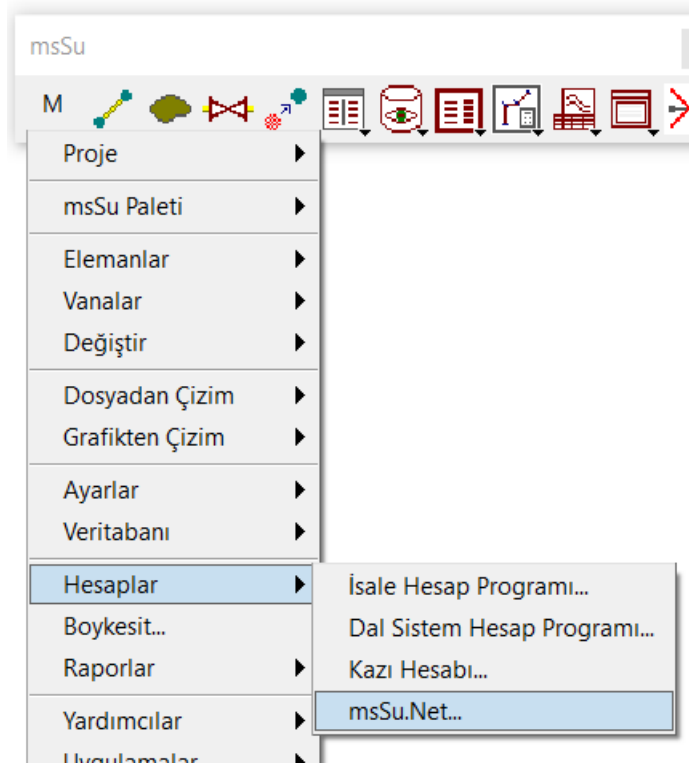 msSu
M
Proje
msSu Paleti
Elemanlar
Vanalar
Değiştir
Dosyadan Çizim
Grafikten Çizim
Ayarlar
Veritabanı
Hesaplar
İsale Hesap Programı...
Boykesit...
Dal Sistem Hesap Programı...
Raporlar
Kazı Hesabı...
Yardımcılar
msSu.Net...
Uygulamalar